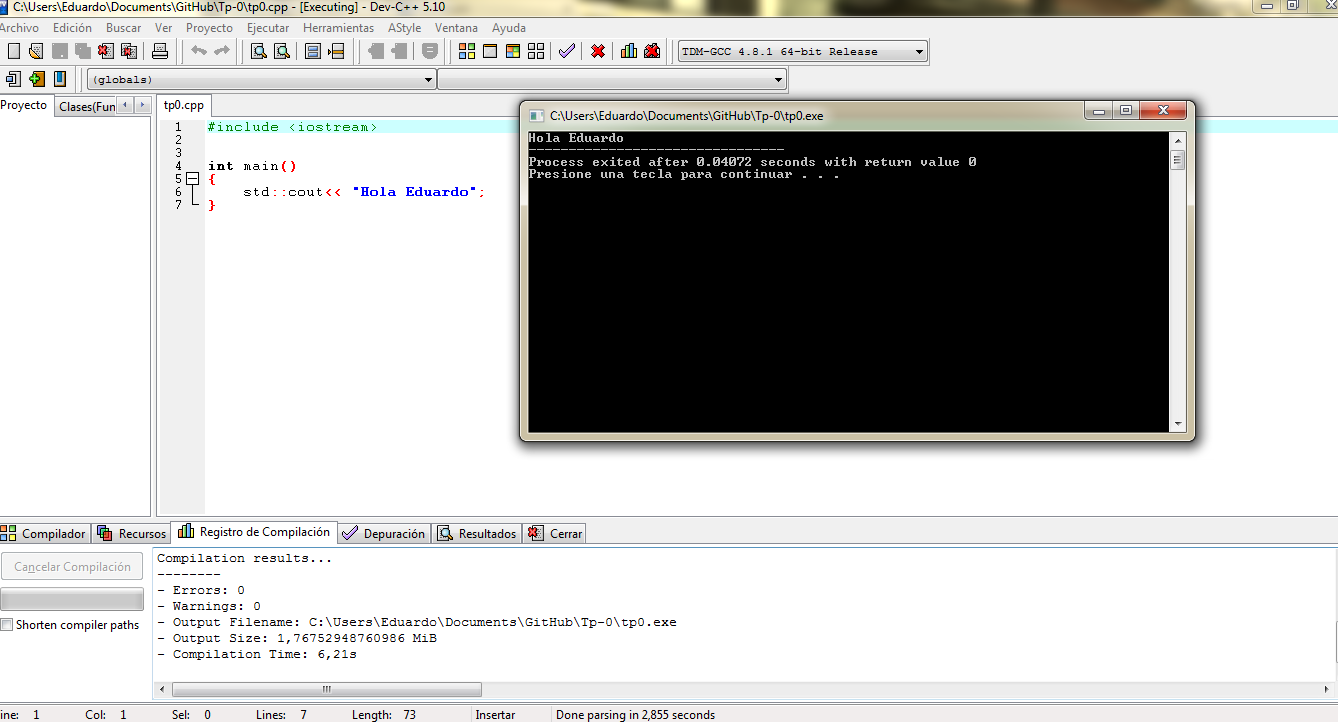 C:\Users\Eduardo\Documents\GitHub\Tp-0\tp0.cpp - [Executing] - Dev-C++ 5.10
Archivo Edición Buscar Ver Proyecto Ejecutar Herramientas AStyle Ventana Ayuda
TDM-GCC 4.8.1 64-bit Release
(globals)
Proyecto Clases(Fun tp0.cpp
1 #include <iostream>
2
3
4 int main()
5 {
6 std::cout<< "Hola Eduardo";
7 }
C:\Users\Eduardo\Documents\GitHub\Tp-0\tp0.exe
Hola Eduardo
--------------------------------
Process exited after 0.04072 seconds with return value 0
Presione una tecla para continuar . . .
Compilador Recursos Registro de Compilación Depuración Resultados Cerrar
Cancelar Compilación
Shorten compiler paths
Compilation results...
--------
- Errors: 0
- Warnings: 0
- Output Filename: C:\Users\Eduardo\Documents\GitHub\Tp-0\tp0.exe
- Output Size: 1,76752948760986 MiB
- Compilation Time: 6,21s
ine: 1 Col: 1 Sel: 0 Lines: 7 Length: 73 Insertar Done parsing in 2,855 seconds